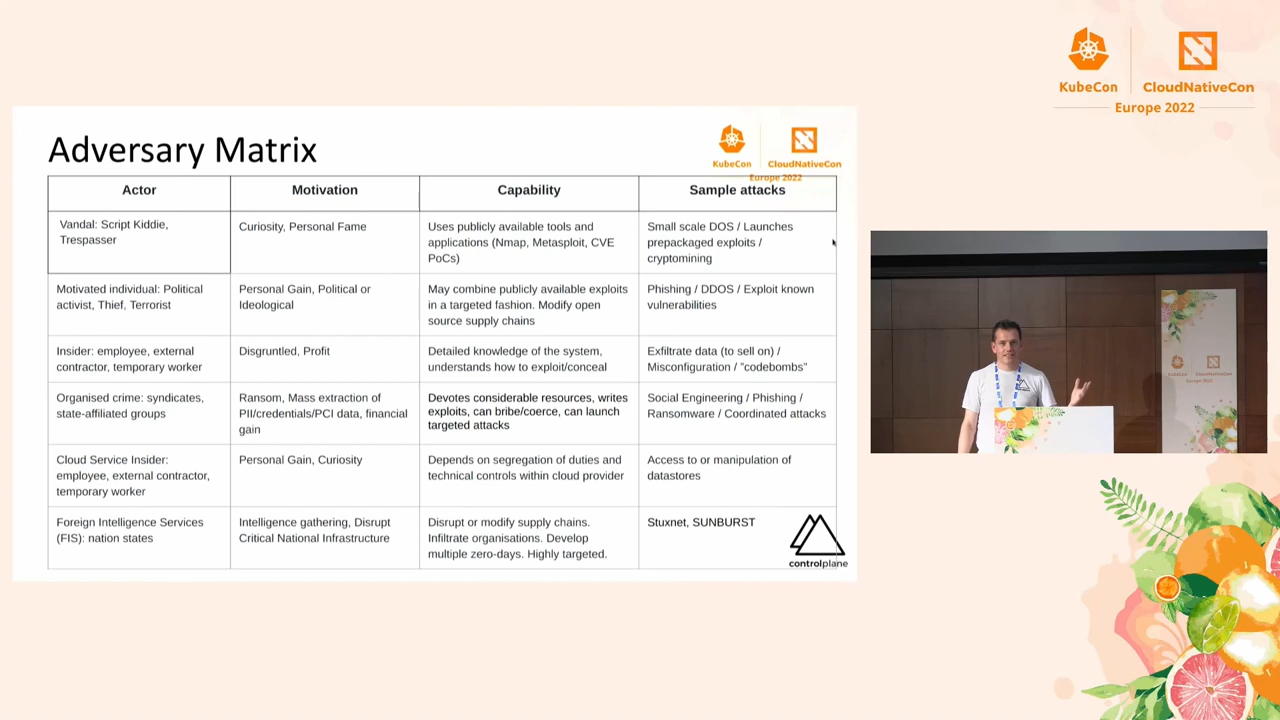 KubeCon
CloudNativeCon
Europe 2022
Adversary Matrix
KubeCon
CloudNativeCon
Europe 2022
Actor
Motivation
Capability
Sample attacks
Vandal: Script Kiddie,
Trespasser
Curiosity, Personal Fame
Uses publicly available tools and
applications (Nmap, Metasploit, CVE
PoCs)
Small scale DOS / Launches
prepackaged exploits /
cryptomining
Motivated individual: Political
activist, Thief, Terrorist
Personal Gain, Political or
Ideological
May combine publicly available exploits
in a targeted fashion. Modify open
source supply chains
Phishing / DDOS / Exploit known
vulnerabilities
Insider: employee, external
contractor, temporary worker
Disgruntled, Profit
Detailed knowledge of the system,
understands how to exploit/conceal
Exfiltrate data (to sell on) /
Misconfiguration / "codebombs"
Organised crime: syndicates,
state-affiliated groups
Ransom, Mass extraction of
PII/credentials/PCI data, financial
gain
Devotes considerable resources, writes
exploits, can bribe/coerce, can launch
targeted attacks
Social Engineering / Phishing /
Ransomware / Coordinated attacks
Cloud Service Insider:
employee, external contractor,
temporary worker
Personal Gain, Curiosity
Depends on segregation of duties and
technical controls within cloud provider
Access to or manipulation of
datastores
Foreign Intelligence Services
(FIS): nation states
Intelligence gathering, Disrupt
Critical National Infrastructure
Disrupt or modify supply chains.
Infiltrate organisations. Develop
multiple zero-days. Highly targeted.
Stuxnet, SUNBURST
controlplane
KubeCon
CloudNativeCon
Europe 2022